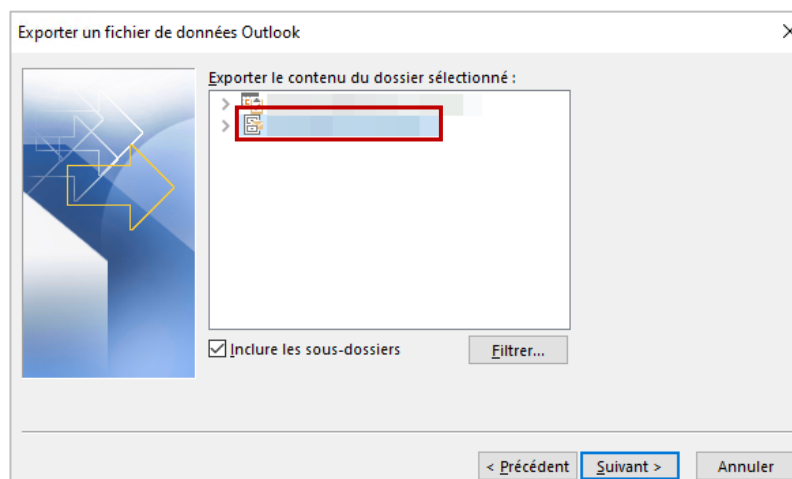 Exporter un fichier de données Outlook
Exporter le contenu du dossier sélectionné :
Inclure les sous-dossiers
Filtrer...
< Précédent
Suivant >
Annuler